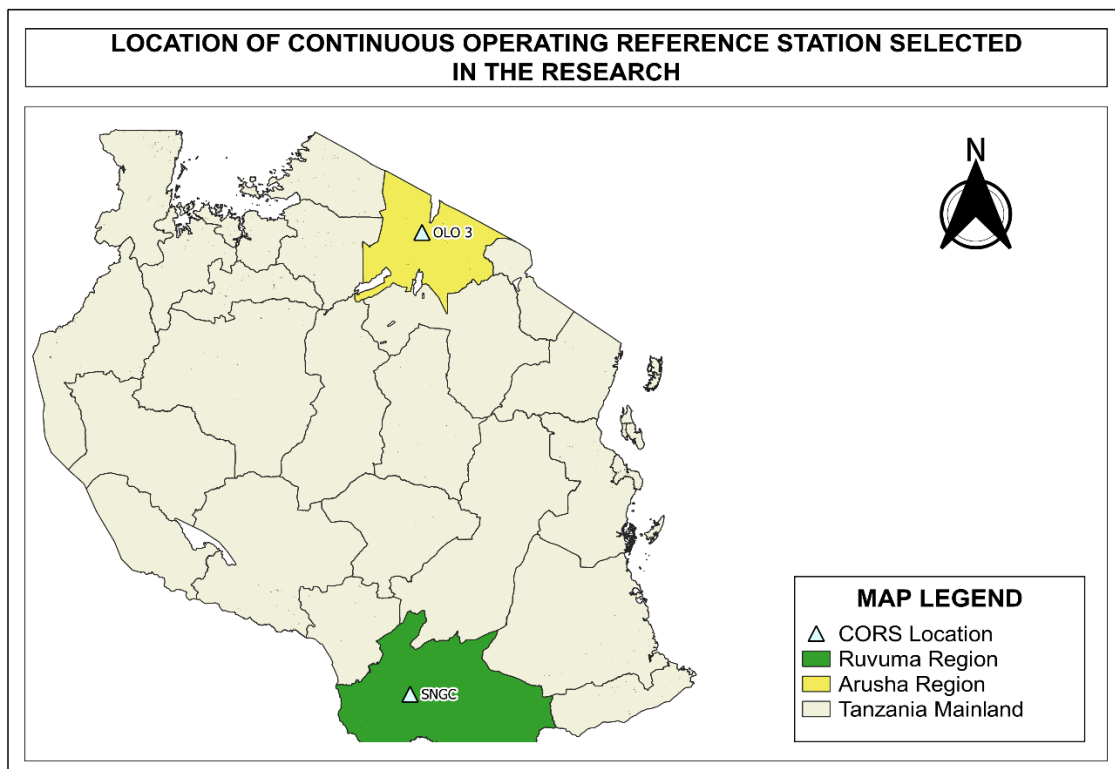 LOCATION OF CONTINUOUS OPERATING REFERENCE STATION SELECTED
IN THE RESEARCH
N
OLO 3
SNGC
MAP LEGEND
CORS Location
Ruvuma Region
Arusha Region
Tanzania Mainland